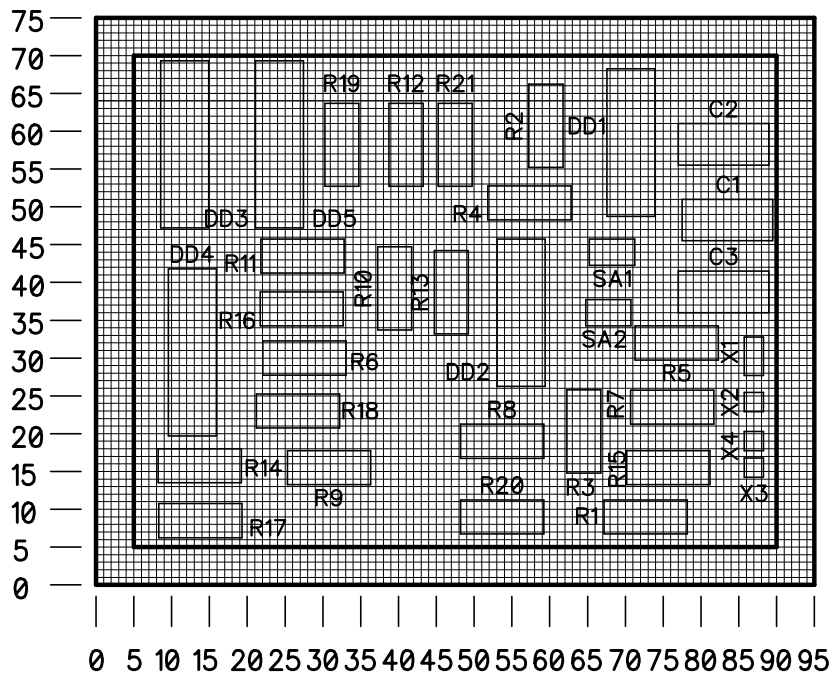 75
70
R19 R12 R21
65
C2
R2 DD1
60
55
C1
50
DD3 DD5 R4
45
DD4 R11
C3
SA1
40
R10 R13
35
R16
SA2
X1
30
R6
DD2 R5
25
R18 R8 R7 X2
20
X4
15
R14 R15
R9 R20 R3 X3
10
R17 R1
5
0
0 5 10 15 20 25 30 35 40 45 50 55 60 65 70 75 80 85 90 95